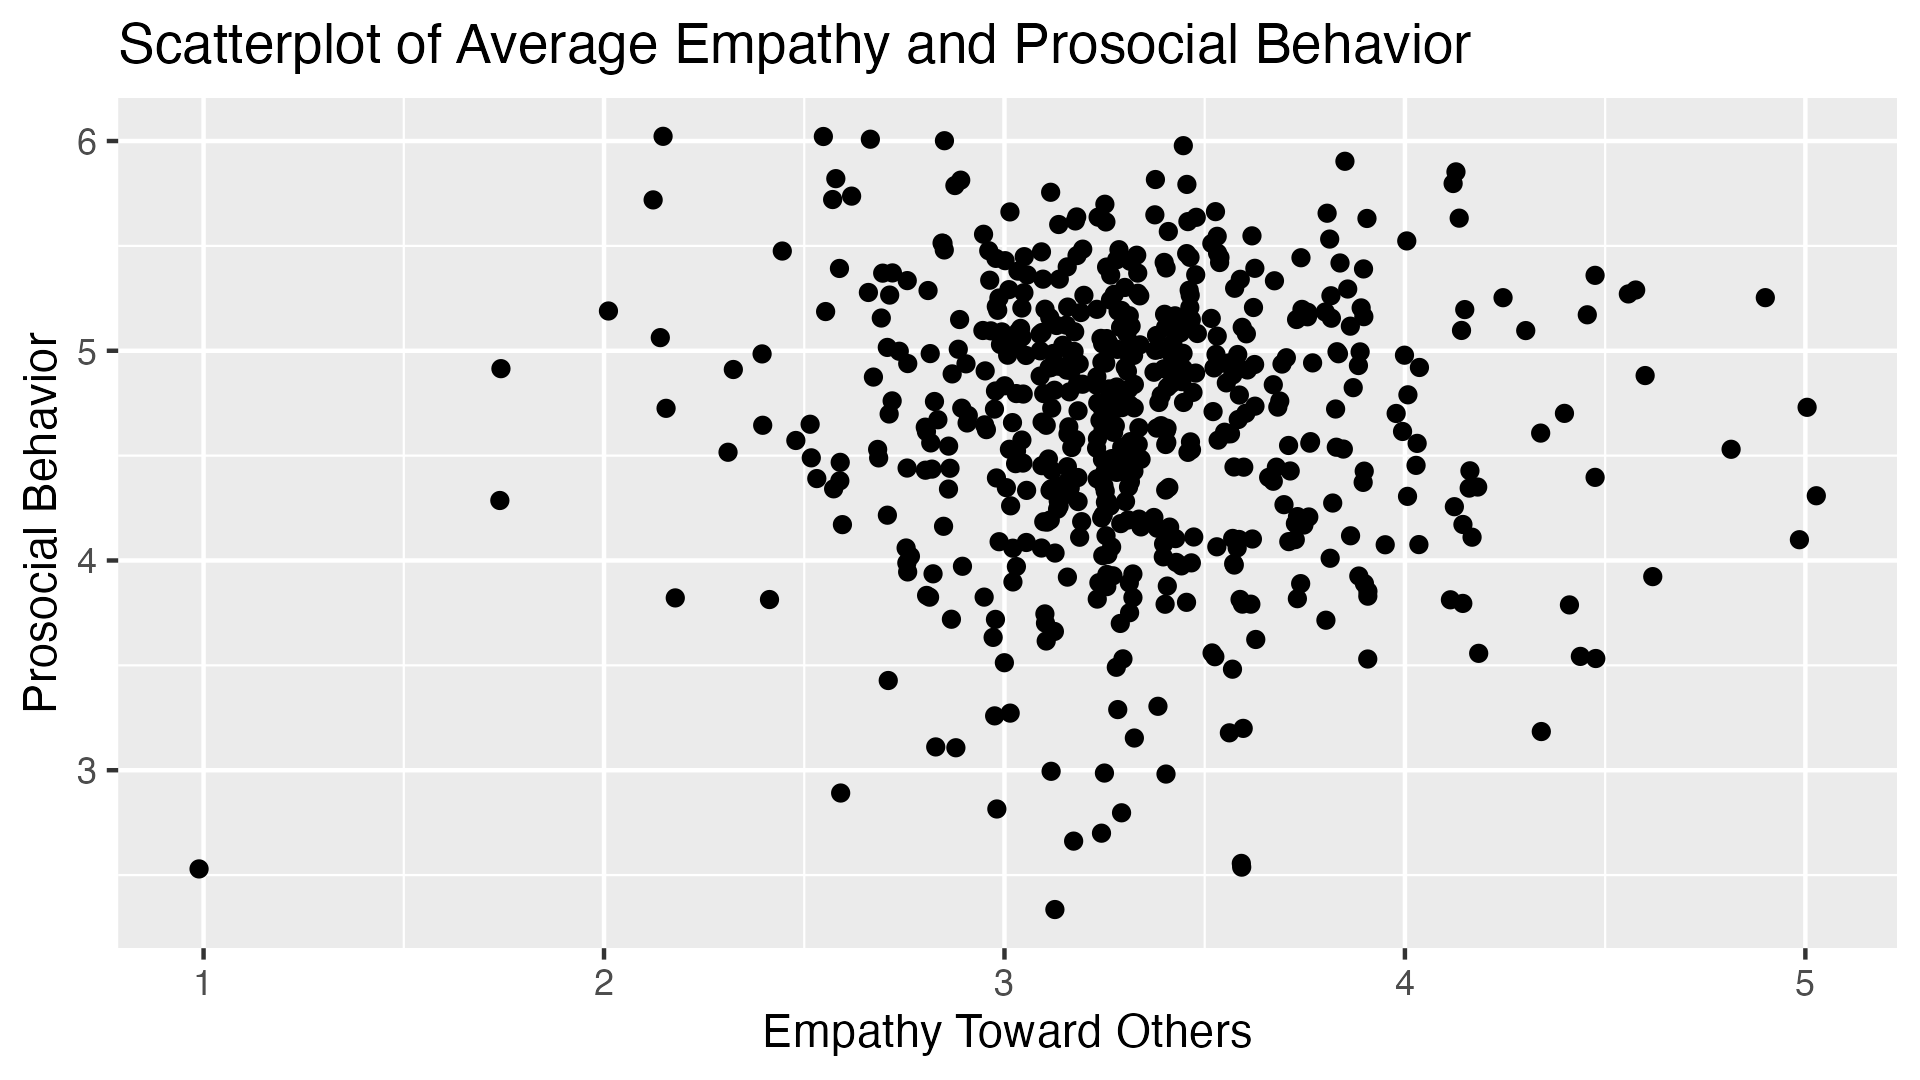 Scatterplot of Average Empathy and Prosocial Behavior
Prosocial Behavior
6
5
4
3
1 2 3 4 5
Empathy Toward Others